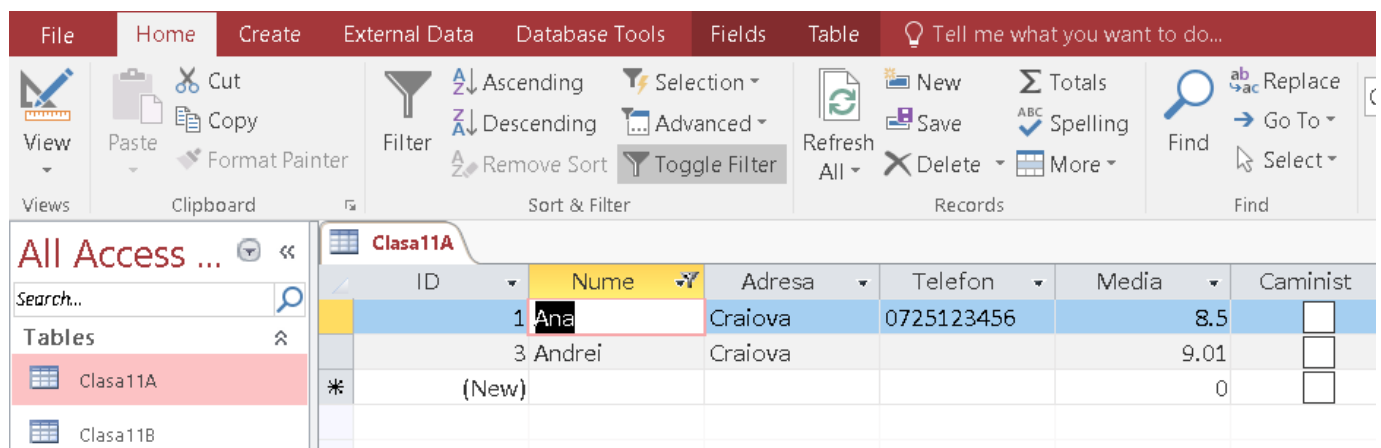 File Home Create External Data Database Tools Fields Table Tell me what you want to do...
Cut Ascending Selection New Totals Replace
Copy Descending Advanced Save Spelling Go To
View Paste Format Painter Filter Remove Sort Toggle Filter Refresh All Delete More Find Select
Views Clipboard Sort & Filter Records Find
All Access ... Clasa11A
Search...
ID Nume Adresa Telefon Media Caminist
1 Ana Craiova 0725123456 8.5
Tables
3 Andrei Craiova 9.01
Clasa11A
(New) 0
Clasa11B